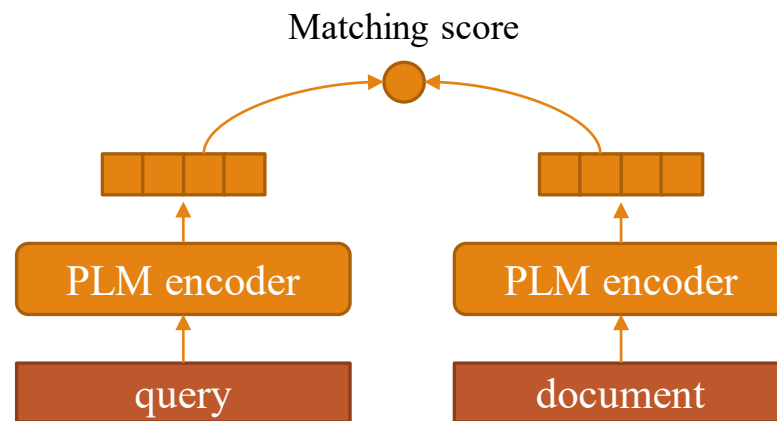 Matching score
PLM encoder
PLM encoder
query
document